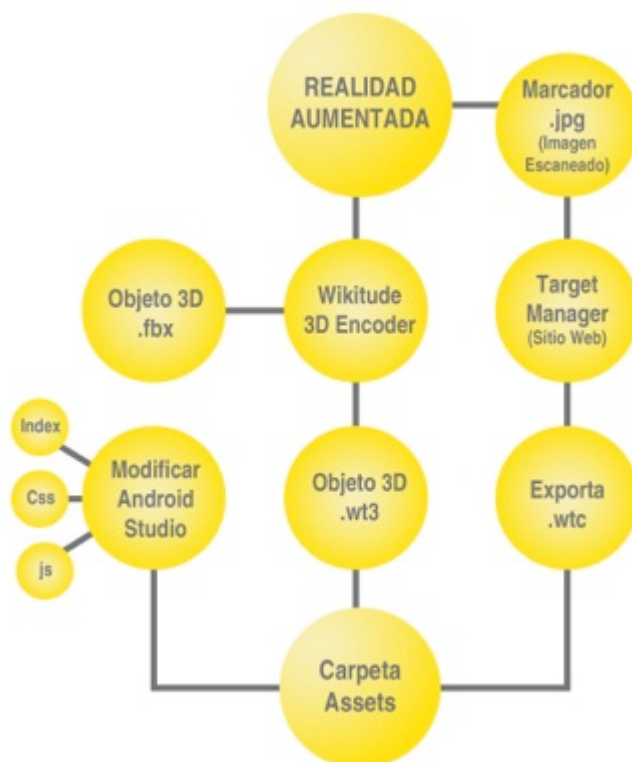 REALIDAD
AUMENTADA
Marcador
.jpg
(Imagen
Escaneado)
Objeto 3D
.fbx
Wikitude
3D Encoder
Target
Manager
(Sitio Web)
Index
Css
js
Modificar
Android
Studio
Objeto 3D
.wt3
Exporta
.wtc
Carpeta
Assets